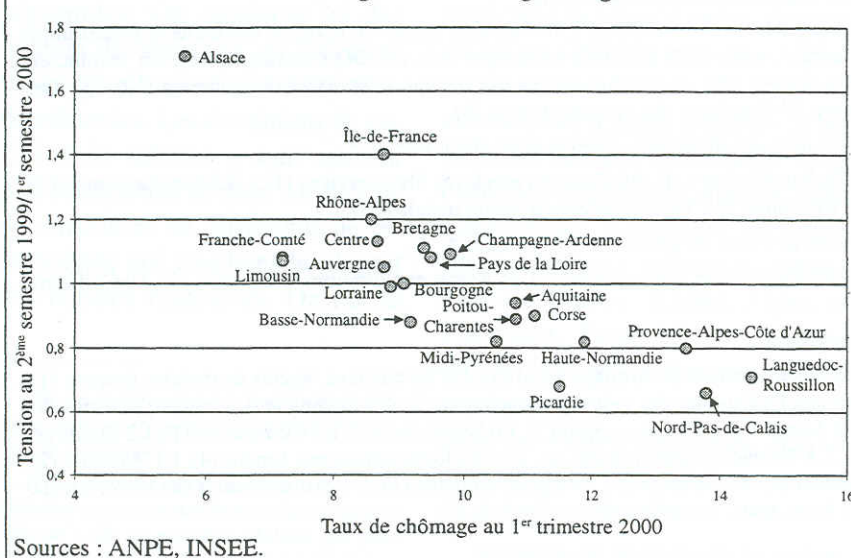 1,8
1,6
1,4
1,2
1
0,8
0,6
0,4
Tension au 2ème semestre 1999/1er semestre 2000
Alsace
Île-de-France
Rhône-Alpes
Bretagne
Franche-Comté
Centre
Champagne-Ardenne
Limousin
Auvergne
Pays de la Loire
Lorraine
Bourgogne
Poitou-
Charentes
Aquitaine
Basse-Normandie
Corse
Provence-Alpes-Côte d'Azur
Midi-Pyrénées
Haute-Normandie
Languedoc-
Roussillon
Picardie
Nord-Pas-de-Calais
4 6 8 10 12 14 16
Taux de chômage au 1er trimestre 2000
Sources : ANPE, INSEE.